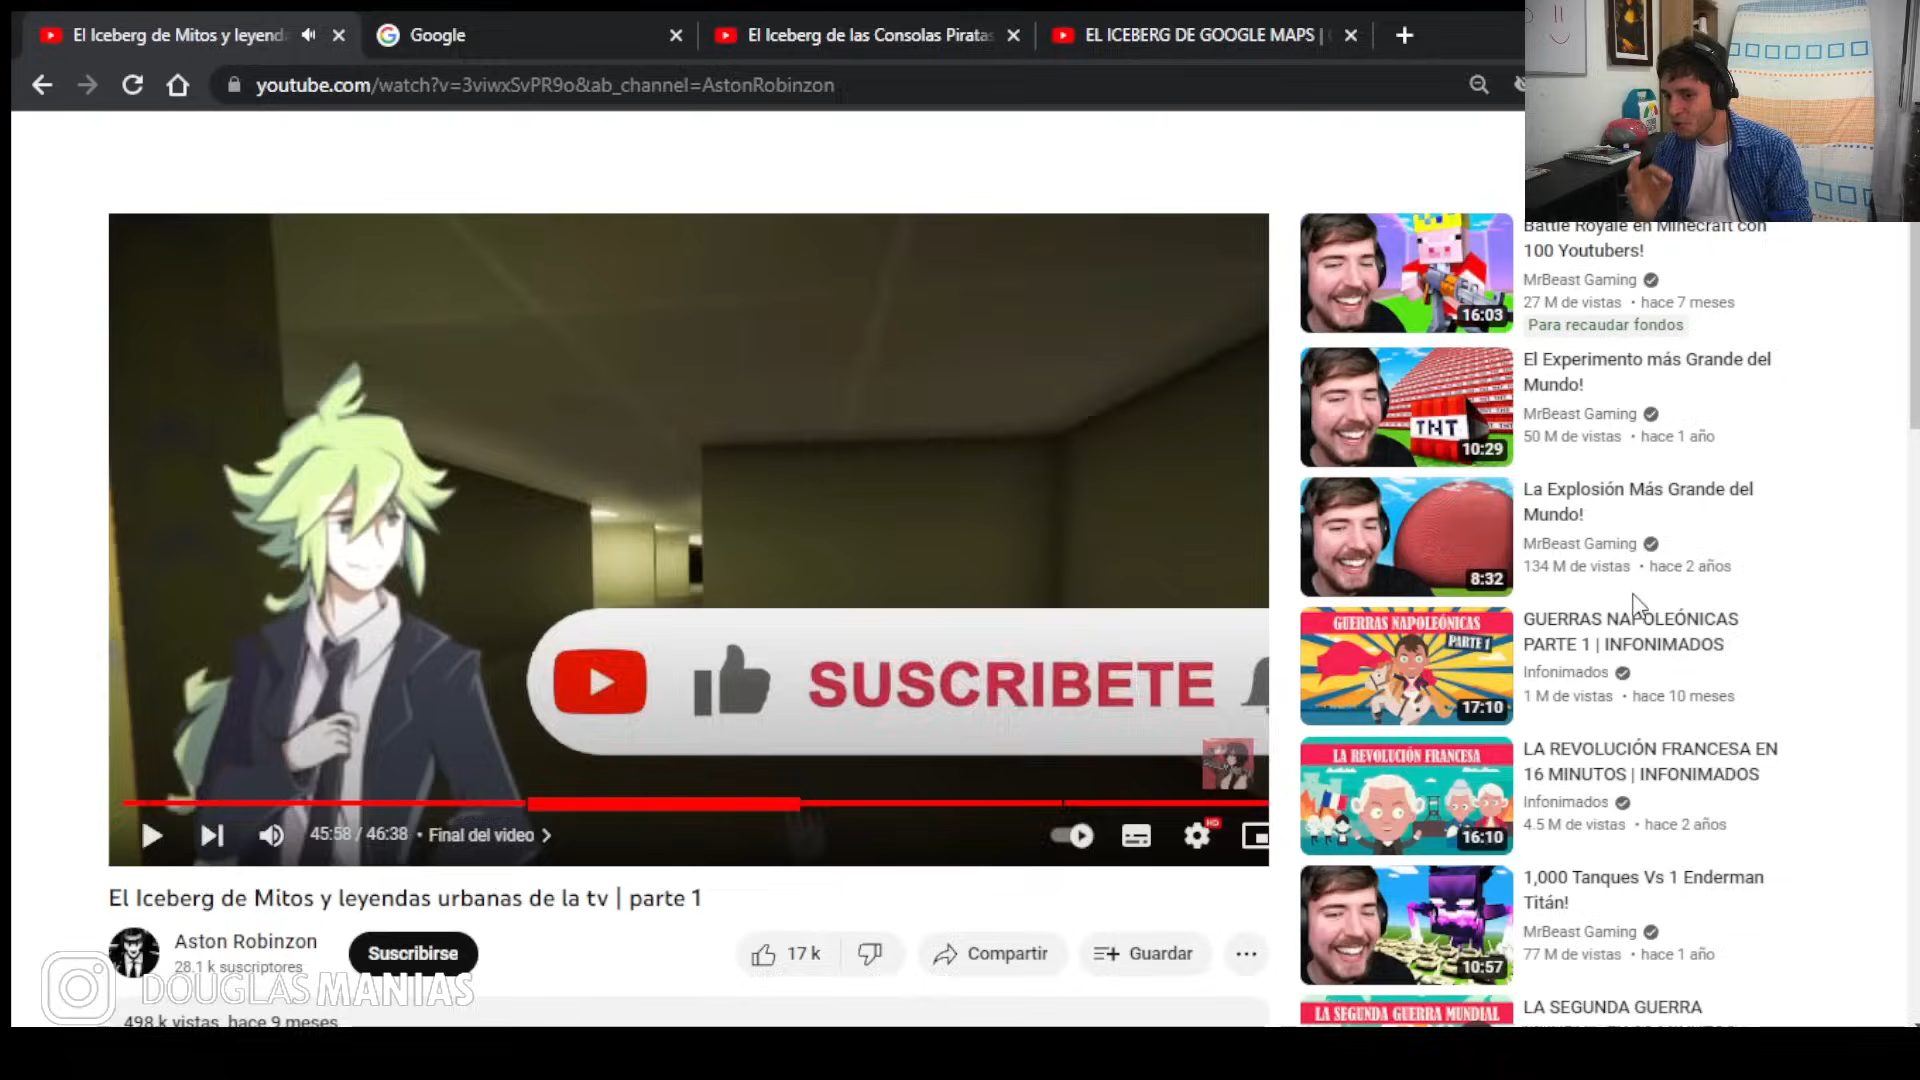 El Iceberg de Mitos y leyend
Google
El Iceberg de las Consolas Piratas
EL ICEBERG DE GOOGLE MAPS |
youtube.com/watch?v=3viwxSvPR9o&ab_channel=AstonRobinzon
SUSCRIBETE
45:58 / 46:38 • Final del video
HD
El Iceberg de Mitos y leyendas urbanas de la tv | parte 1
Aston Robinzon
28.1 k suscriptores
Suscribirse
17 k
Compartir
Guardar
DOUGLASMANIAS
498 k vistas hace 9 meses
16:03
Battle Royale en Minecraft con
100 Youtubers!
MrBeast Gaming
27 M de vistas • hace 7 meses
Para recaudar fondos
TNT
10:29
El Experimento más Grande del
Mundo!
MrBeast Gaming
50 M de vistas • hace 1 año
8:32
La Explosión Más Grande del
Mundo!
MrBeast Gaming
134 M de vistas • hace 2 años
GUERRAS NAPOLEÓNICAS
PARTE 1
17:10
GUERRAS NAPOLEÓNICAS
PARTE 1 | INFONIMADOS
Infonimados
1 M de vistas • hace 10 meses
LA REVOLUCIÓN FRANCESA
16:10
LA REVOLUCIÓN FRANCESA EN
16 MINUTOS | INFONIMADOS
Infonimados
4.5 M de vistas • hace 2 años
10:57
1,000 Tanques Vs 1 Enderman
Titán!
MrBeast Gaming
77 M de vistas • hace 1 año
LA SEGUNDA GUERRA MUNDIAL
LA SEGUNDA GUERRA